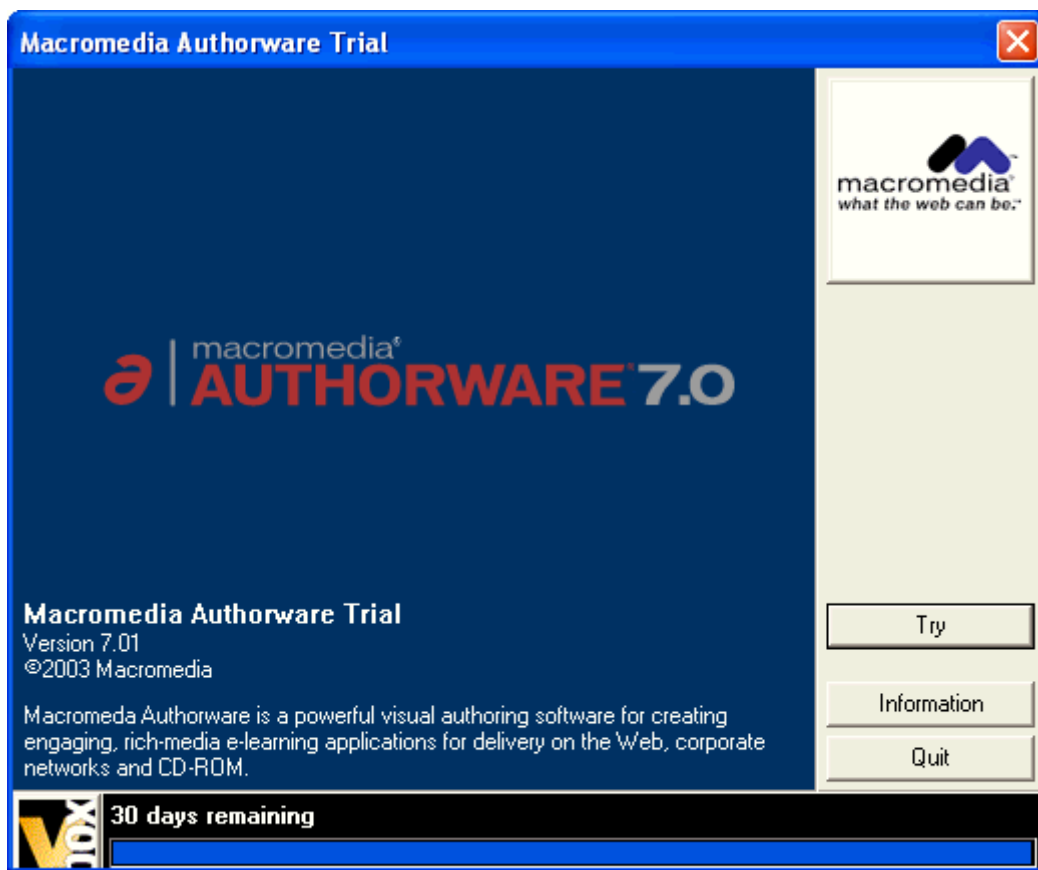 Macromedia Authorware Trial
macromedia®
what the web can be.™
macromedia®
a AUTHORWARE® 7.0
Macromedia Authorware Trial
Version 7.01
©2003 Macromedia
Macromeda Authorware is a powerful visual authoring software for creating
engaging, rich-media e-learning applications for delivery on the Web, corporate
networks and CD-ROM.
Try
Information
Quit
30 days remaining